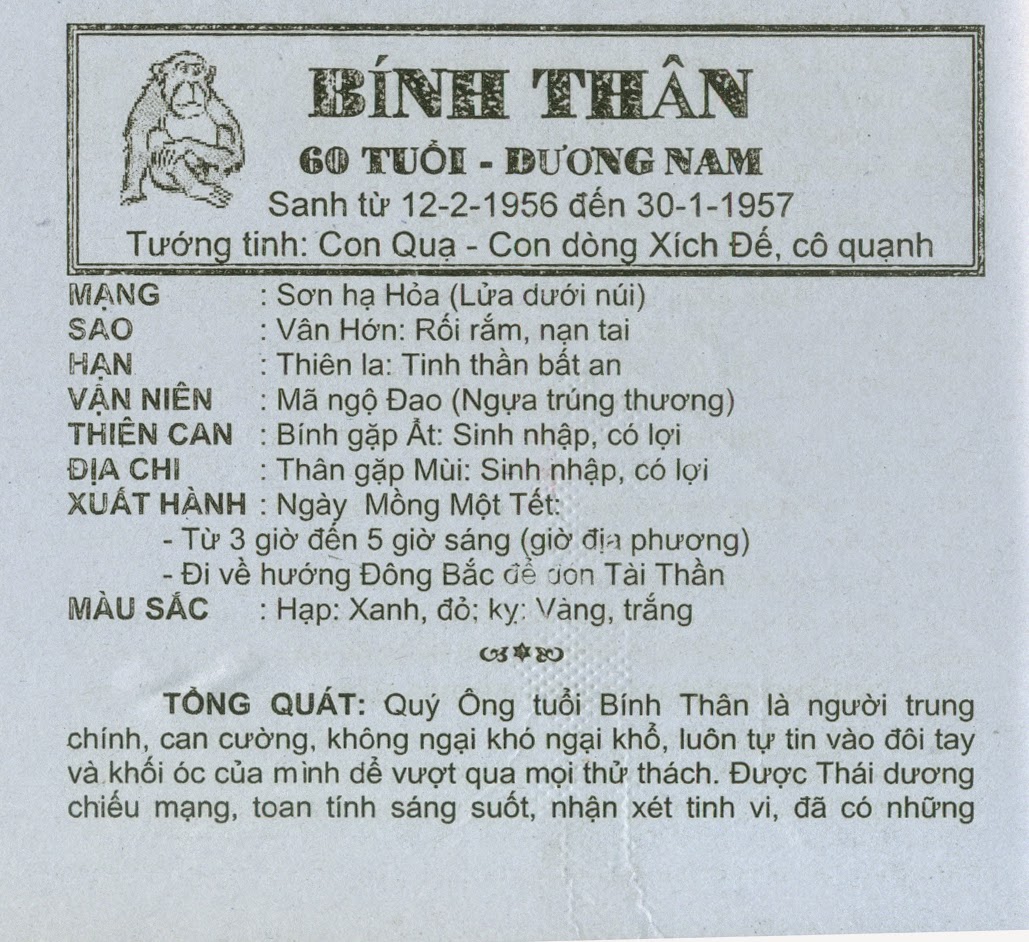 BÍNH THÂN
60 TUỔI - DƯƠNG NAM
Sanh từ 12-2-1956 đến 30-1-1957
Tướng tinh: Con Quạ - Con dòng Xích Đế, cô quạnh
MẠNG : Sơn hạ Hỏa (Lửa dưới núi)
SAO : Vân Hớn: Rối rắm, nạn tai
HẠN : Thiên la: Tinh thần bất an
VẬN NIÊN : Mã ngộ Đao (Ngựa trúng thương)
THIÊN CAN : Bính gặp Ất: Sinh nhập, có lợi
ĐỊA CHI : Thân gặp Mùi: Sinh nhập, có lợi
XUẤT HÀNH : Ngày Mồng Một Tết:
- Từ 3 giờ đến 5 giờ sáng (giờ địa phương)
- Đi về hướng Đông Bắc để đón Tài Thần
MÀU SẮC : Hạp: Xanh, đỏ; kỵ: Vàng, trắng
TỔNG QUÁT: Quý Ông tuổi Bính Thân là người trung
chính, can cường, không ngại khó ngại khổ, luôn tự tin vào đôi tay
và khối óc của mình để vượt qua mọi thử thách. Được Thái dương
chiếu mạng, toan tính sáng suốt, nhận xét tinh vi, đã có những